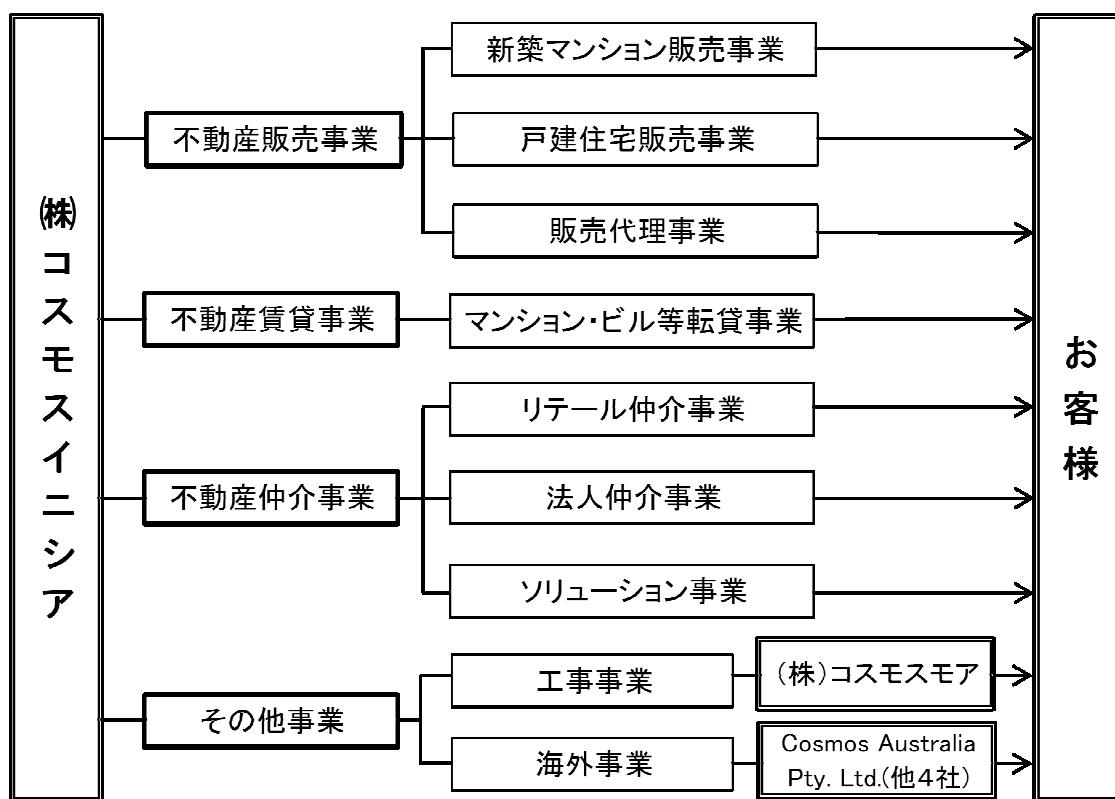 ㈱コスモスイニシア
不動産販売事業
新築マンション販売事業
戸建住宅販売事業
販売代理事業
不動産賃貸事業
マンション・ビル等転貸事業
不動産仲介事業
リテール仲介事業
法人仲介事業
ソリューション事業
その他事業
工事事業
(株)コスモスモア
海外事業
Cosmos Australia
Pty. Ltd.(他4社)
お客様